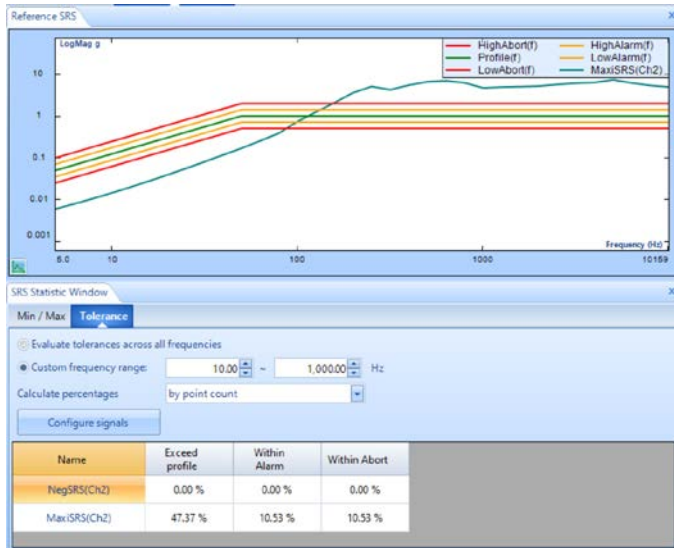 Reference SRS
LogMag g
HighAbort(f) HighAlarm(f)
Profile(f) LowAlarm(f)
LowAbort(f) MaxiSRS(Ch2)
10
1
0.1
0.01
0.001
Frequency (Hz)
5.0 10 100 1000 10159
SRS Statistic Window
Min / Max Tolerance
Evaluate tolerances across all frequencies
Custom frequency range: 10.00 ~ 1,000.00 Hz
Calculate percentages by point count
Configure signals
Name Exceed profile Within Alarm Within Abort
NegSRS(Ch2) 0.00 % 0.00 % 0.00 %
MaxiSRS(Ch2) 47.37 % 10.53 % 10.53 %